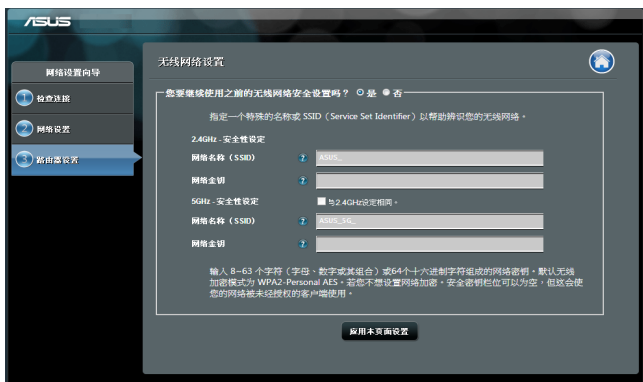 ASUS
网络设置向导
1 检查连接
2 网络设置
3 路由器设置
无线网络设置
您要继续使用之前的无线网络安全设置吗？ 是 否
指定一个特殊的名称或 SSID（Service Set Identifier）以帮助辨识您的无线网络。
2.4GHz - 安全性设定
网络名称（SSID） ? ASUS_
网络金钥 ?
5GHz - 安全性设定 与2.4GHz设定相同。
网络名称（SSID） ? ASUS_5G_
网络金钥 ?
输入 8~63 个字符（字母、数字或其组合）或64个十六进制字符组成的网络密钥。默认无线
加密模式为 WPA2-Personal AES。若您不想设置网络加密，安全密钥栏位可以为空，但这会使
您的网络被未经授权的客户端使用。
应用本页面设置